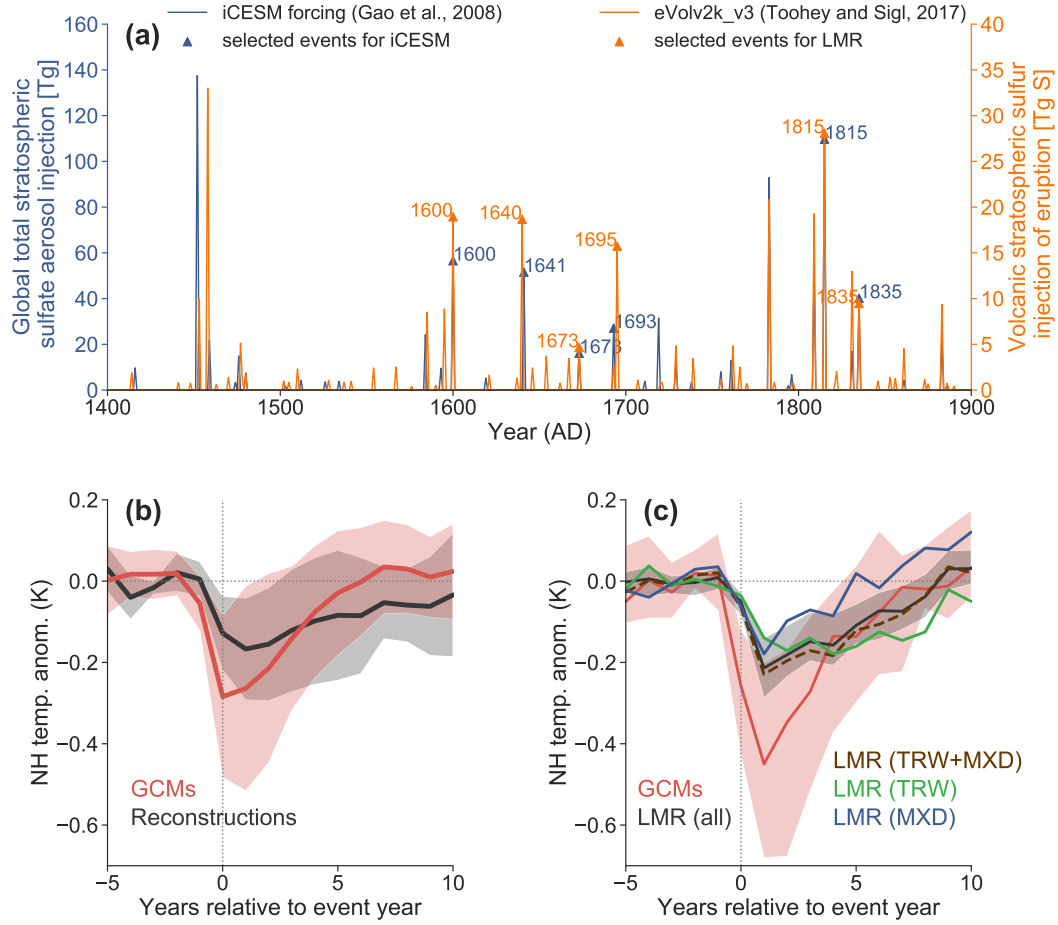 iCESM forcing (Gao et al., 2008)
selected events for iCESM
eVolv2k_v3 (Toohey and Sigl, 2017)
selected events for LMR
(a)
Global total stratospheric
sulfate aerosol injection [Tg]
160
140
120
100
80
60
40
20
0
1600
1600
1640
1641
1673
1673
1695
1693
1815
1815
1835
1835
40
35
30
25
20
15
10
5
0
Volcanic stratospheric sulfur
injection of eruption [Tg S]
1400
1500
1600
1700
1800
1900
Year (AD)
(b)
NH temp. anom. (K)
0.2
0.0
−0.2
−0.4
−0.6
GCMs
Reconstructions
−5
0
5
10
Years relative to event year
(c)
NH temp. anom. (K)
0.2
0.0
−0.2
−0.4
−0.6
GCMs
LMR (all)
LMR (TRW+MXD)
LMR (TRW)
LMR (MXD)
−5
0
5
10
Years relative to event year